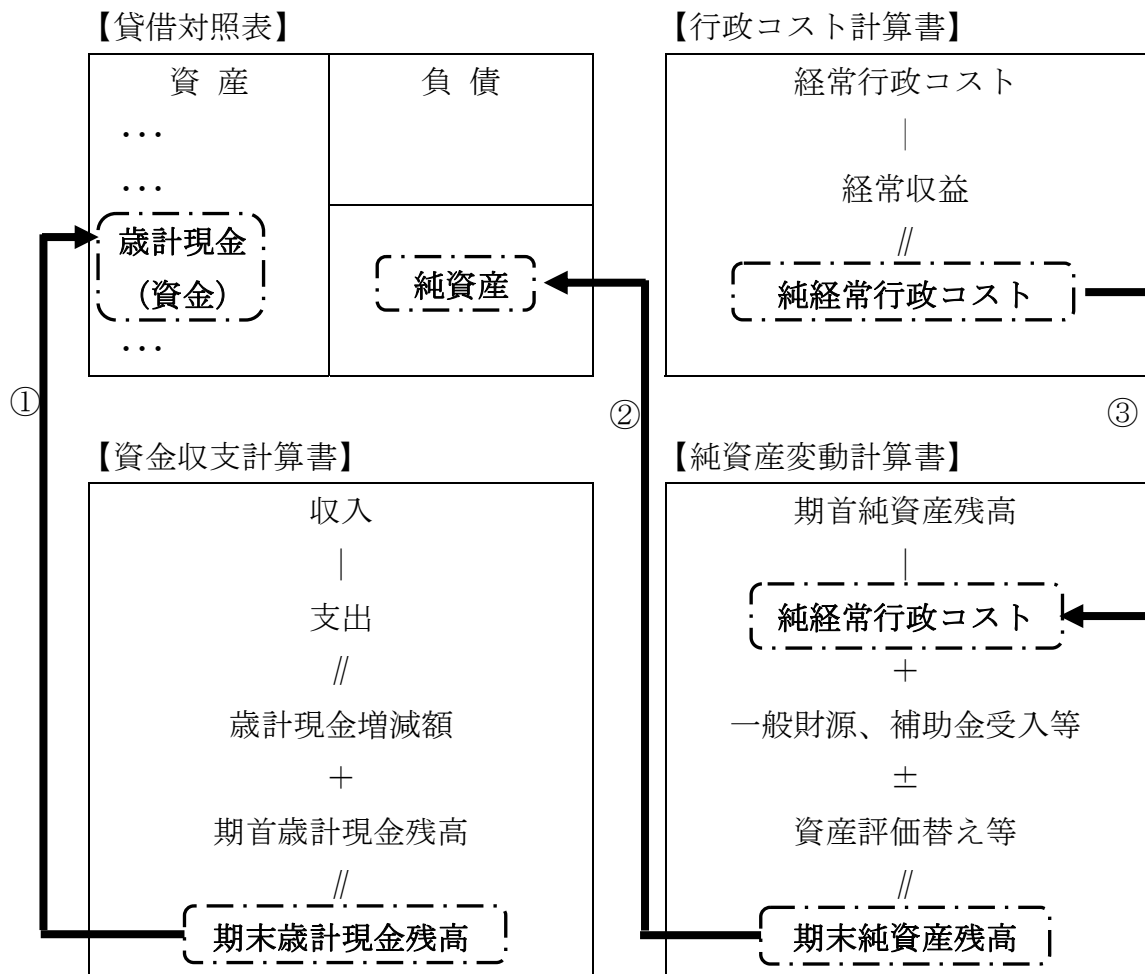 【貸借対照表】
資 産
負 債
・・・
・・・
歳計現金
(資金)
純資産
・・・
【行政コスト計算書】
経常行政コスト
|
経常収益
//
純経常行政コスト
①
②
③
【資金収支計算書】
収入
|
支出
//
歳計現金増減額
＋
期首歳計現金残高
//
期末歳計現金残高
【純資産変動計算書】
期首純資産残高
|
純経常行政コスト
＋
一般財源、補助金受入等
±
資産評価替え等
//
期末純資産残高